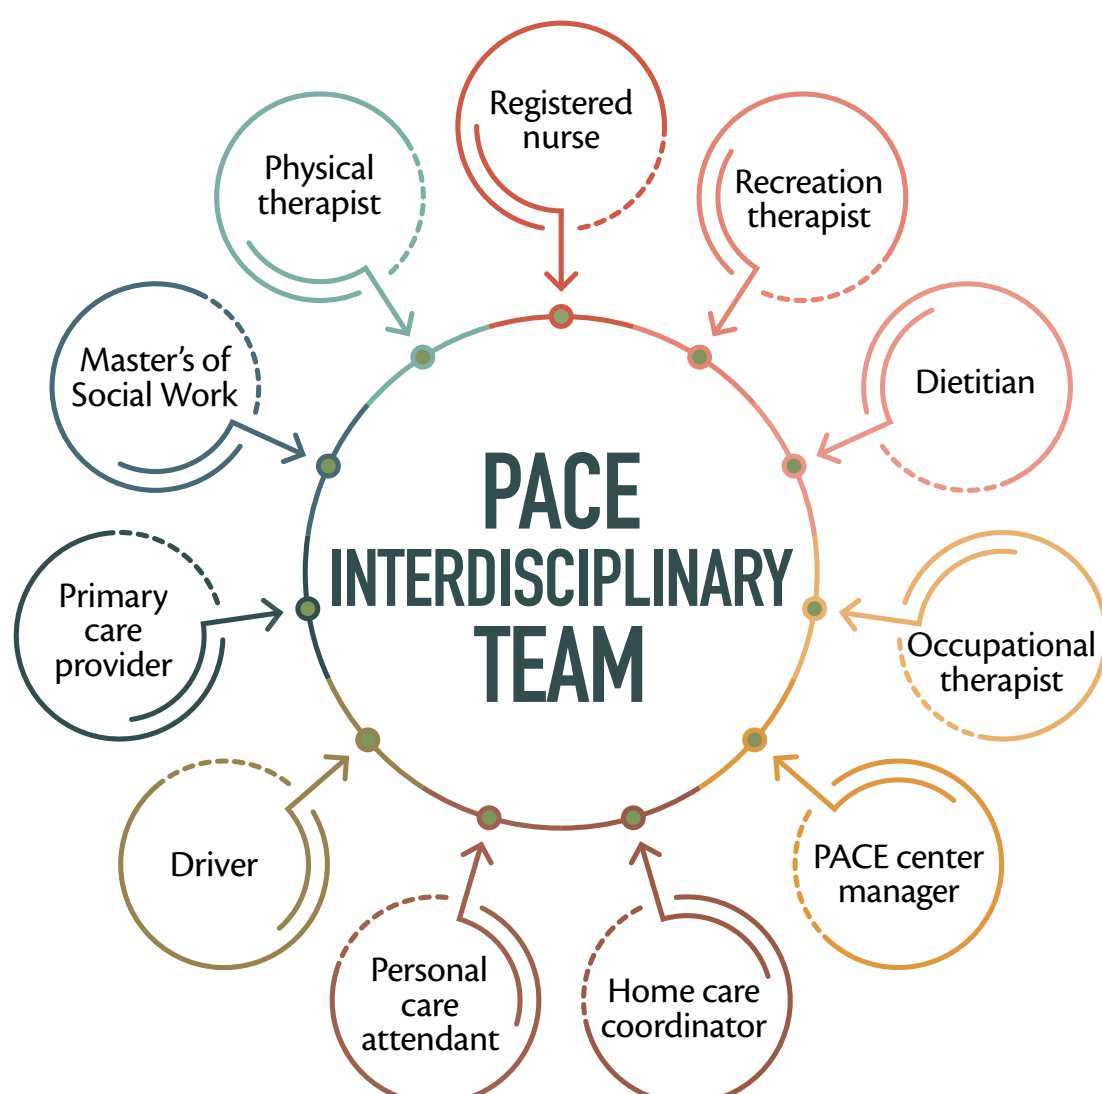 Registered
nurse
Recreation
therapist
Dietitian
Occupational
therapist
PACE center
manager
Home care
coordinator
Personal
care
attendant
Driver
Primary
care
provider
Master’s of
Social Work
Physical
therapist
PACE
INTERDISCIPLINARY
TEAM